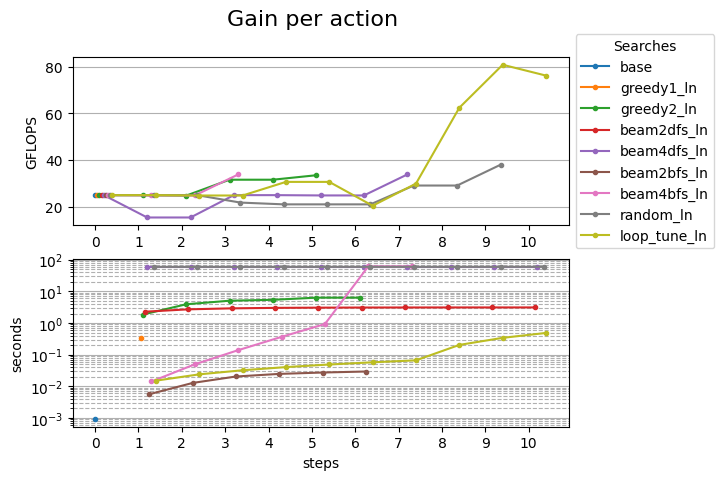 Gain per action
Searches
base
greedy1_ln
greedy2_ln
beam2dfs_ln
beam4dfs_ln
beam2bfs_ln
beam4bfs_ln
random_ln
loop_tune_ln
GFLOPS
80
60
40
20
0 1 2 3 4 5 6 7 8 9 10
seconds
10²
10¹
10⁰
10⁻¹
10⁻²
10⁻³
0 1 2 3 4 5 6 7 8 9 10
steps